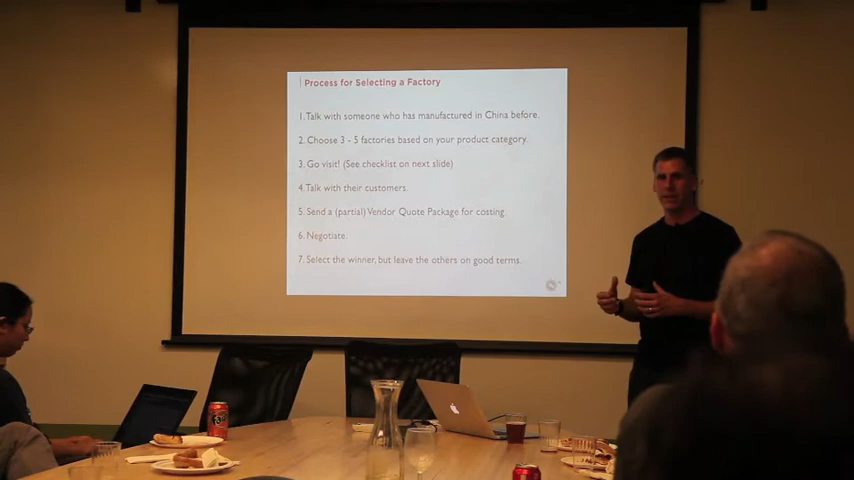 Process for Selecting a Factory
1. Talk with someone who has manufactured in China before.
2. Choose 3 - 5 factories based on your product category.
3. Go visit! (See checklist on next slide)
4. Talk with their customers.
5. Send a (partial) Vendor Quote Package for costing
6. Negotiate.
7. Select the winner, but leave the others on good terms.